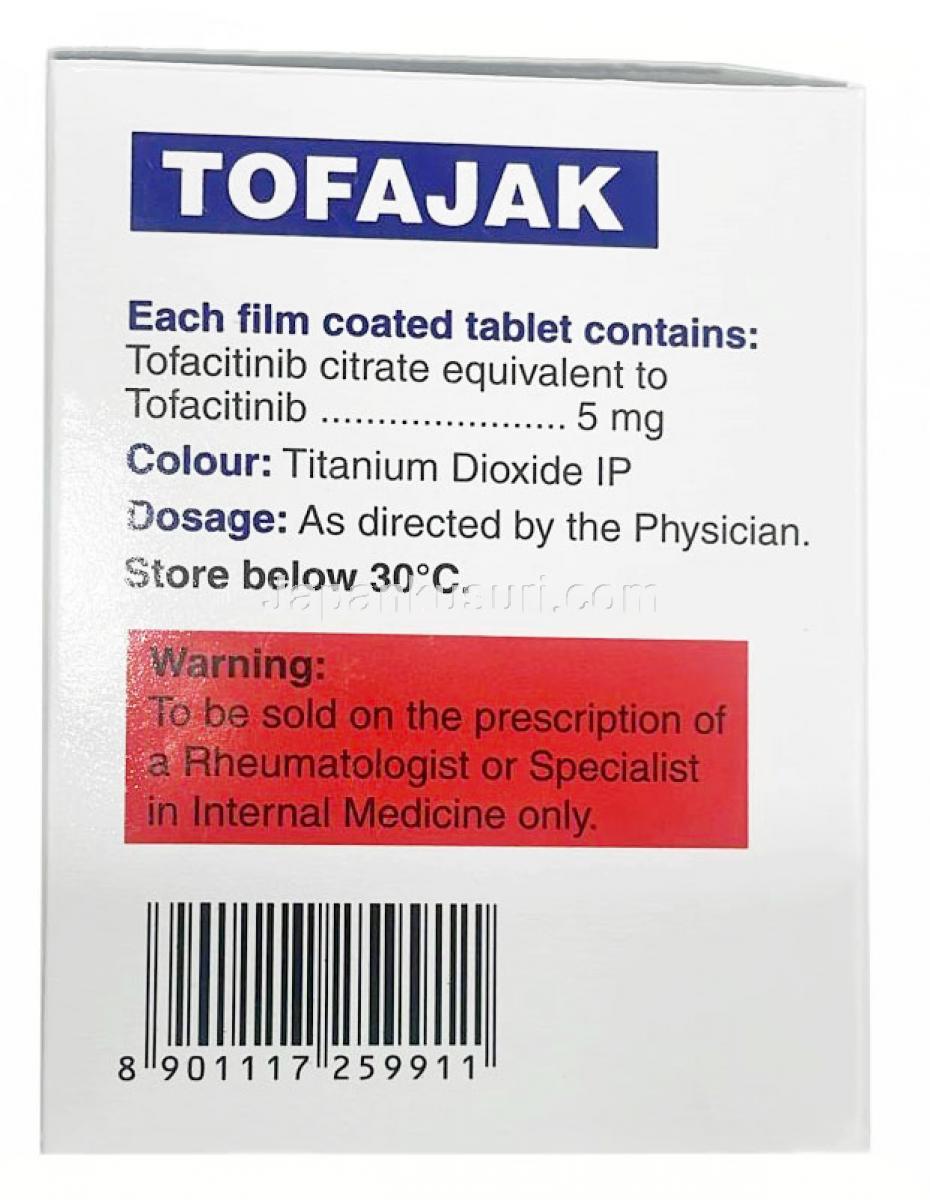 TOFAJAK
Each film coated tablet contains:
Tofacitinib citrate equivalent to
Tofacitinib ...................... 5 mg
Colour: Titanium Dioxide IP
Dosage: As directed by the Physician.
Store below 30°C.
Japankusuri.com
Warning:
To be sold on the prescription of
a Rheumatologist or Specialist
in Internal Medicine only.
8 901117 259911